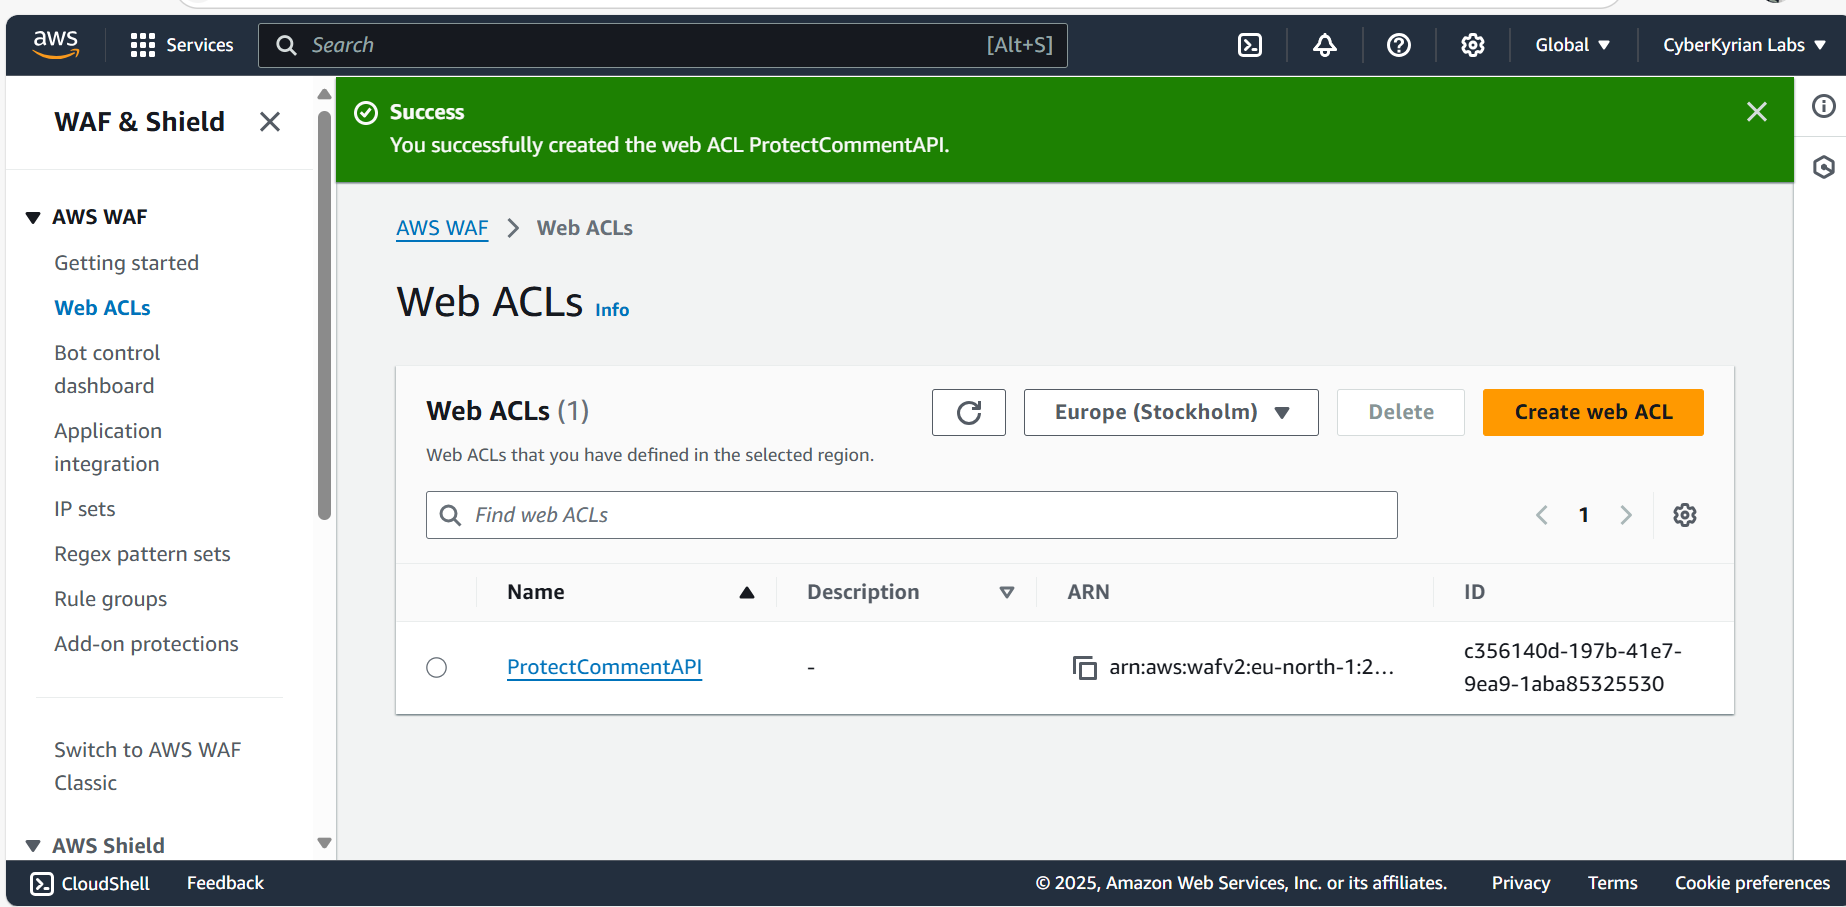 aws
Services
Search
[Alt+S]
Global
CyberKyrian Labs
WAF & Shield
AWS WAF
Getting started
Web ACLs
Bot control
dashboard
Application
integration
IP sets
Regex pattern sets
Rule groups
Add-on protections
Switch to AWS WAF
Classic
AWS Shield
Success
You successfully created the web ACL ProtectCommentAPI.
AWS WAF
Web ACLs
Web ACLs Info
Web ACLs (1)
Web ACLs that you have defined in the selected region.
Europe (Stockholm)
Delete
Create web ACL
Find web ACLs
1
Name
Description
ARN
ID
ProtectCommentAPI
-
arn:aws:wafv2:eu-north-1:2...
c356140d-197b-41e7-
9ea9-1aba85325530
CloudShell
Feedback
© 2025, Amazon Web Services, Inc. or its affiliates.
Privacy
Terms
Cookie preferences